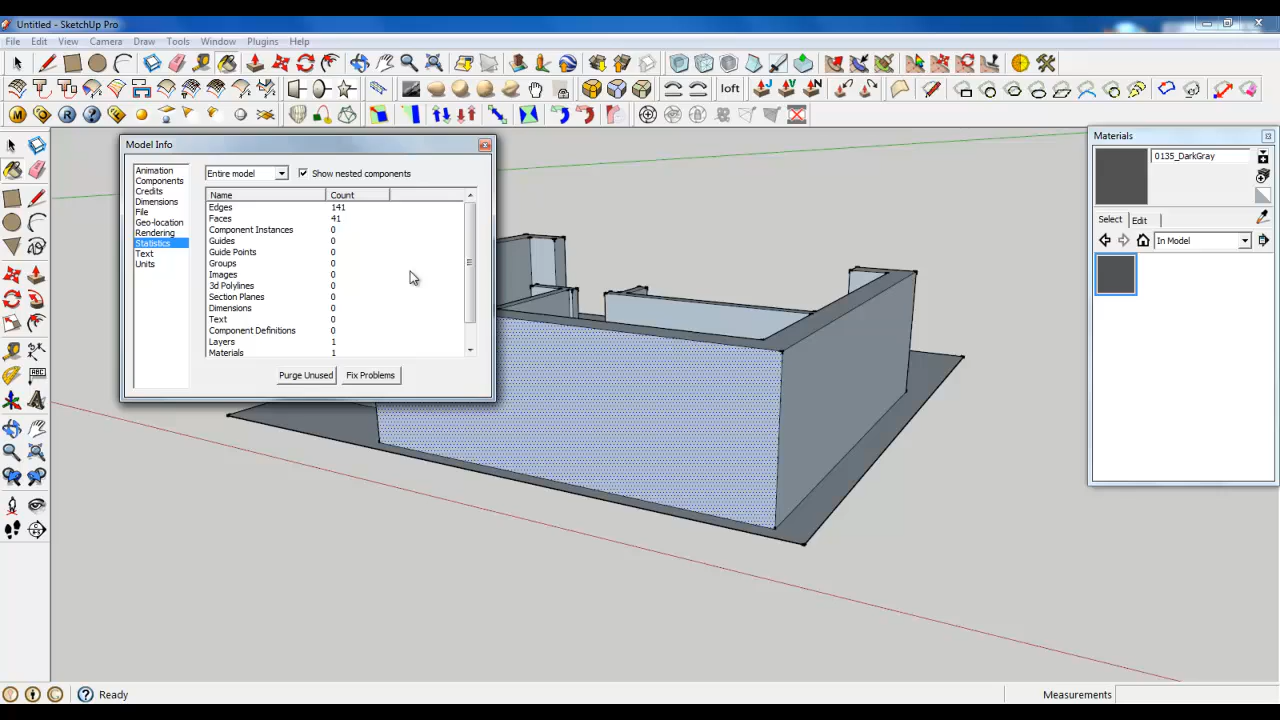 Untitled - SketchUp Pro
File Edit View Camera Draw Tools Window Plugins Help
loft
Model Info
Animation
Components
Credits
Dimensions
File
Geo-location
Rendering
Statistics
Text
Units
Entire model
Show nested components
Name Count
Edges 141
Faces 41
Component Instances 0
Guides 0
Guide Points 0
Groups 0
Images 0
3d Polylines 0
Section Planes 0
Dimensions 0
Text 0
Component Definitions 0
Layers 1
Materials 1
Purge Unused Fix Problems
Materials
0135_DarkGray
Select Edit
In Model
Ready
Measurements